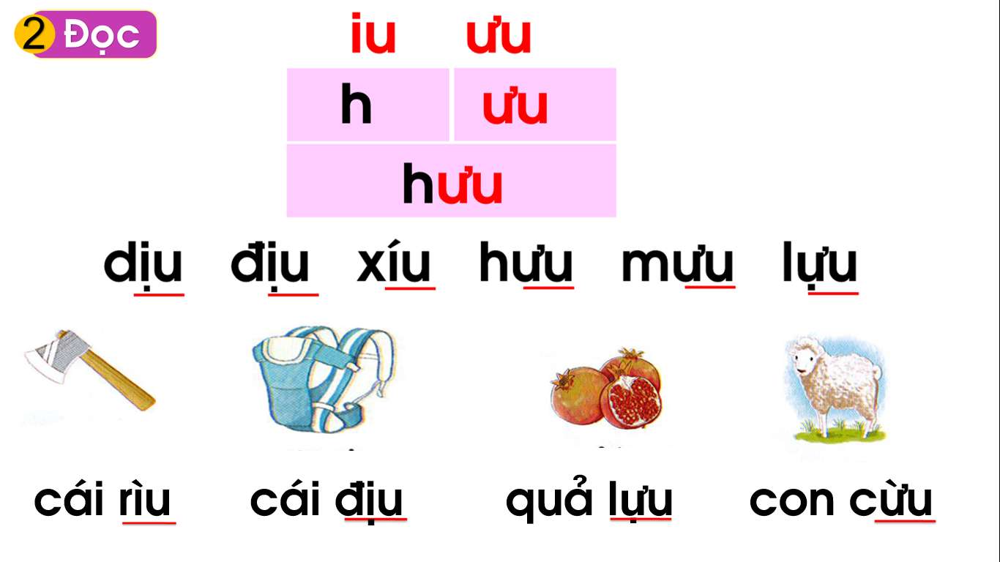 2 Đọc
iu ưu
h ưu
hưu
dịu địu xíu hưu mưu lựu
cái rìu cái địu quả lựu con cừu